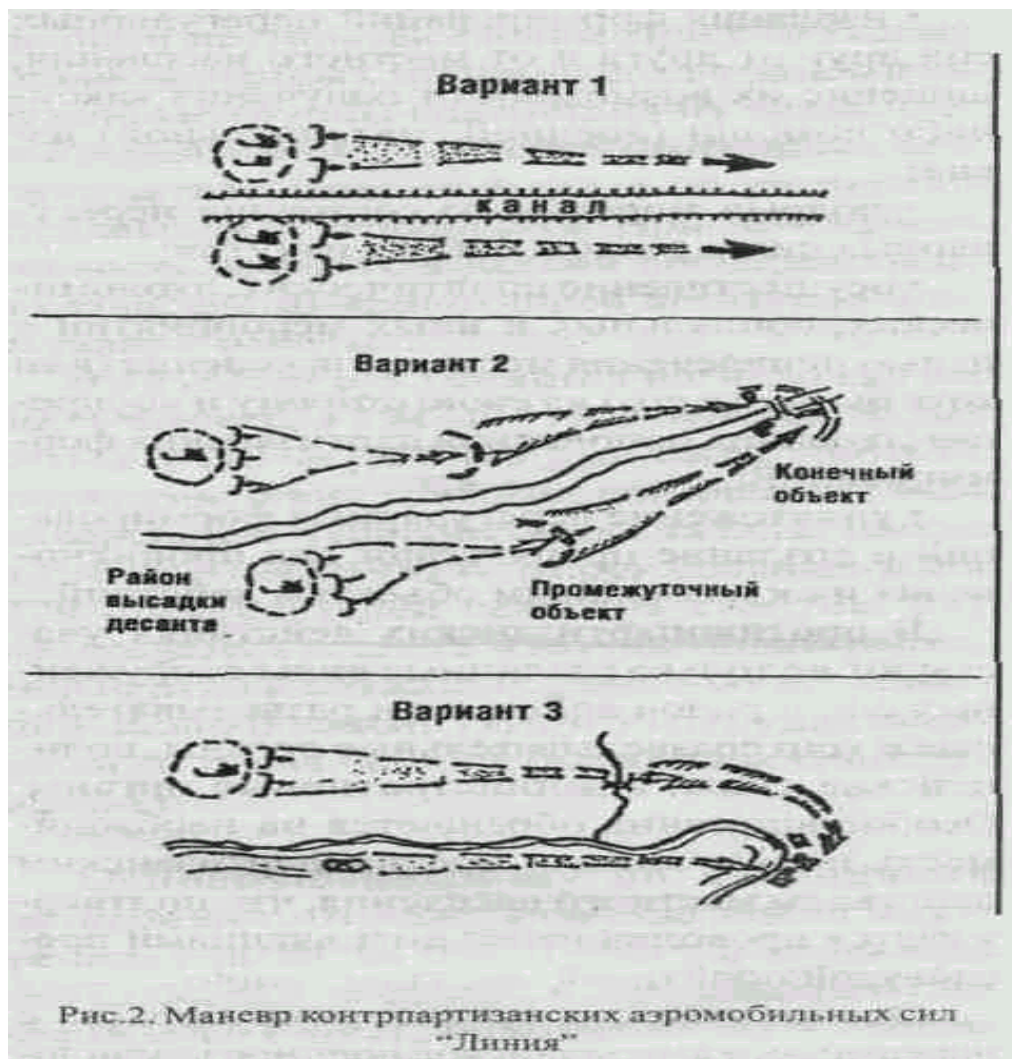 Вариант 1
канал
Вариант 2
Конечный
объект
Район
высадки
десанта
Промежуточный
объект
Вариант 3
Рис.2. Маневр контрпартизанских аэромобильных сил
"Линия"